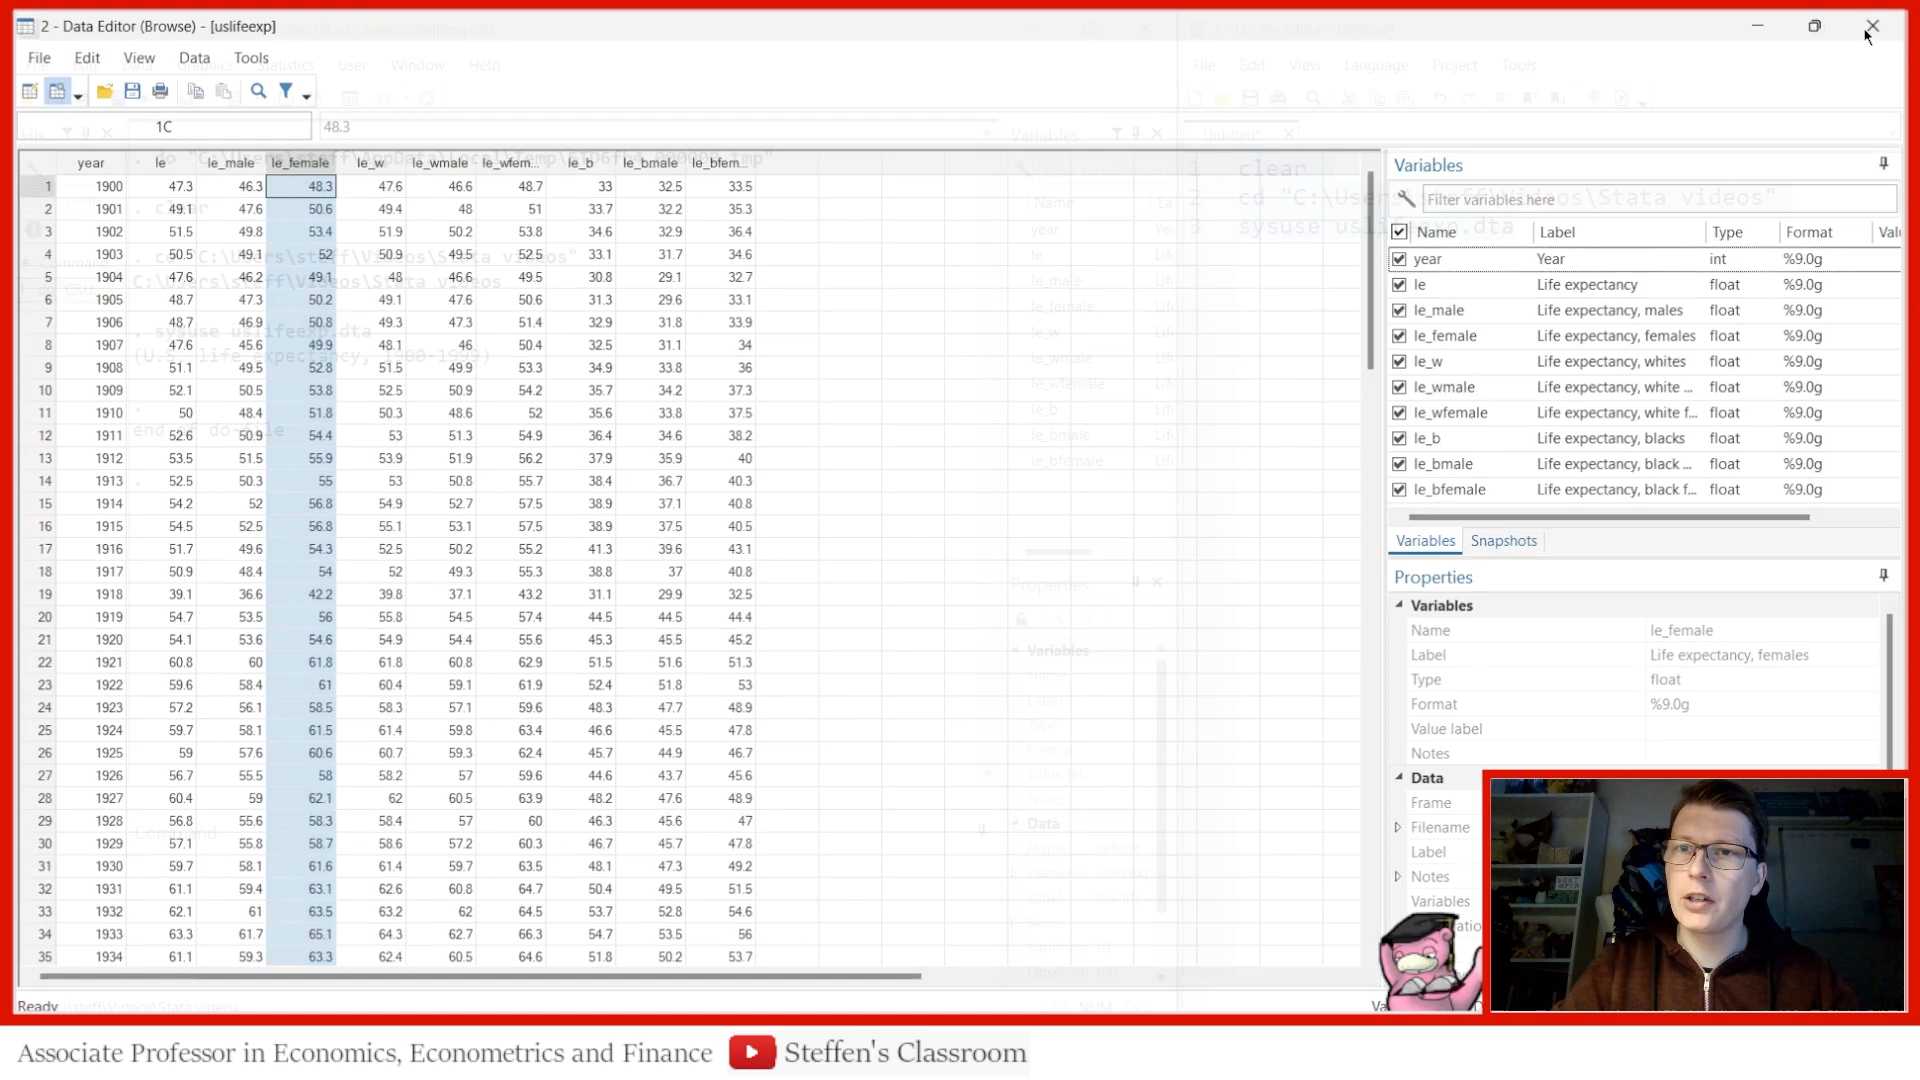 2 - Data Editor (Browse) - [uslifeexp]
File Edit View Data Tools
1C 48.3
year le le_male le_female le_w le_wmale le_wfem... le_b le_bmale le_bfem...
1 1900 47.3 46.3 48.3 47.6 46.6 48.7 33 32.5 33.5
2 1901 49.1 47.6 50.6 49.4 48 51 33.7 32.2 35.3
3 1902 51.5 49.8 53.4 51.9 50.2 53.8 34.6 32.9 36.4
4 1903 50.5 49.1 52 50.9 49.5 52.5 33.1 31.7 34.6
5 1904 47.6 46.2 49.1 48 46.6 49.5 30.8 29.1 32.7
6 1905 48.7 47.3 50.2 49.1 47.6 50.6 31.3 29.6 33.1
7 1906 48.7 46.9 50.8 49.3 47.3 51.4 32.9 31.8 33.9
8 1907 47.6 45.6 49.9 48.1 46 50.4 32.5 31.1 34
9 1908 51.1 49.5 52.8 51.5 49.9 53.3 34.9 33.8 36
10 1909 52.1 50.5 53.8 52.5 50.9 54.2 35.7 34.2 37.3
11 1910 50 48.4 51.8 50.3 48.6 52 35.6 33.8 37.5
12 1911 52.6 50.9 54.4 53 51.3 54.9 36.4 34.6 38.2
13 1912 53.5 51.5 55.9 53.9 51.9 56.2 37.9 35.9 40
14 1913 52.5 50.3 55 53 50.8 55.7 38.4 36.7 40.3
15 1914 54.2 52 56.8 54.9 52.7 57.5 38.9 37.1 40.8
16 1915 54.5 52.5 56.8 55.1 53.1 57.5 38.9 37.5 40.5
17 1916 51.7 49.6 54.3 52.5 50.2 55.2 41.3 39.6 43.1
18 1917 50.9 48.4 54 52 49.3 55.3 38.8 37 40.8
19 1918 39.1 36.6 42.2 39.8 37.1 43.2 31.1 29.9 32.5
20 1919 54.7 53.5 56 55.8 54.5 57.4 44.5 44.5 44.4
21 1920 54.1 53.6 54.6 54.9 54.4 55.6 45.3 45.5 45.2
22 1921 60.8 60 61.8 61.8 60.8 62.9 51.5 51.6 51.3
23 1922 59.6 58.4 61 60.4 59.1 61.9 52.4 51.8 53
24 1923 57.2 56.1 58.5 58.3 57.1 59.6 48.3 47.7 48.9
25 1924 59.7 58.1 61.5 61.4 59.8 63.4 46.6 45.5 47.8
26 1925 59 57.6 60.6 60.7 59.3 62.4 45.7 44.9 46.7
27 1926 56.7 55.5 58 58.2 57 59.6 44.6 43.7 45.6
28 1927 60.4 59 62.1 62 60.5 63.9 48.2 47.6 48.9
29 1928 56.8 55.6 58.3 58.4 57 60 46.3 45.6 47
30 1929 57.1 55.8 58.7 58.6 57.2 60.3 46.7 45.7 47.8
31 1930 59.7 58.1 61.6 61.4 59.7 63.5 48.1 47.3 49.2
32 1931 61.1 59.4 63.1 62.6 60.8 64.7 50.4 49.5 51.5
33 1932 62.1 61 63.5 63.2 62 64.5 53.7 52.8 54.6
34 1933 63.3 61.7 65.1 64.3 62.7 66.3 54.7 53.5 56
35 1934 61.1 59.3 63.3 62.4 60.5 64.6 51.8 50.2 53.7
Ready
Variables
Filter variables here
Name Label Type Format
year Year int %9.0g
le Life expectancy float %9.0g
le_male Life expectancy, males float %9.0g
le_female Life expectancy, females float %9.0g
le_w Life expectancy, whites float %9.0g
le_wmale Life expectancy, white ... float %9.0g
le_wfemale Life expectancy, white f... float %9.0g
le_b Life expectancy, blacks float %9.0g
le_bmale Life expectancy, black ... float %9.0g
le_bfemale Life expectancy, black f... float %9.0g
Variables Snapshots
Properties
Variables
Name le_female
Label Life expectancy, females
Type float
Format %9.0g
Value label
Notes
Data
Frame
Filename
Label
Notes
Variables
Associate Professor in Economics, Econometrics and Finance Steffen's Classroom